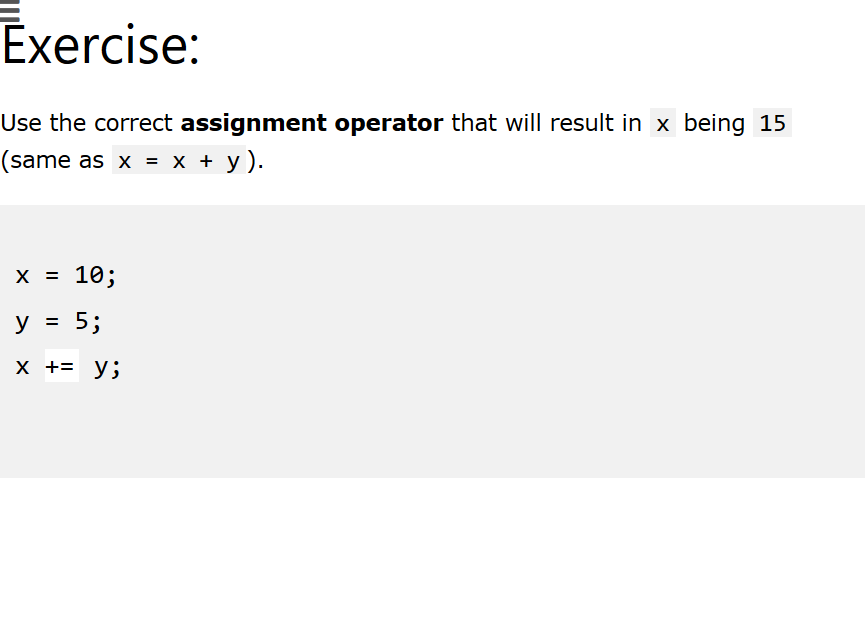 Exercise:
Use the correct assignment operator that will result in x being 15
(same as x = x + y).
x = 10;
y = 5;
x += y;